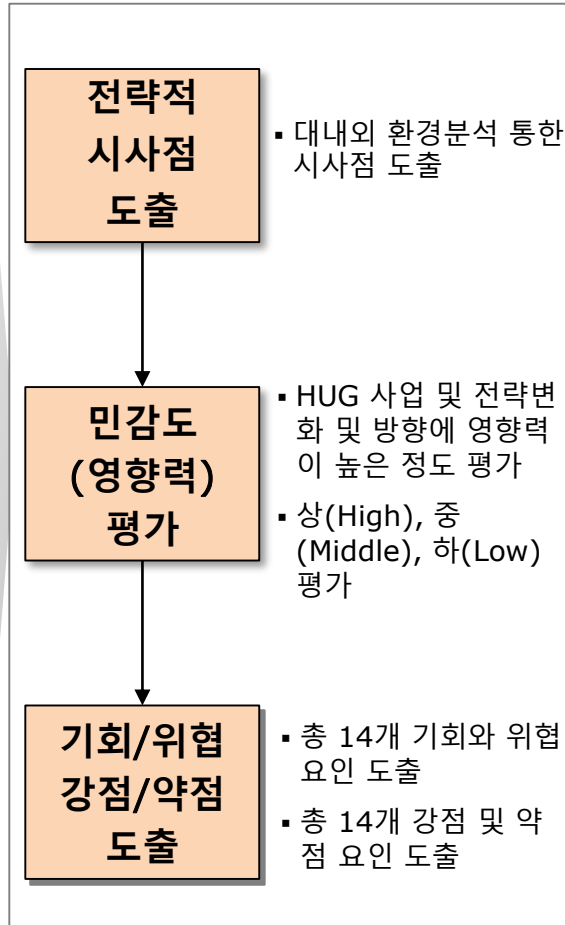 전략적
시사점
도출
▪ 대내외 환경분석 통한
시사점 도출
민감도
(영향력)
평가
▪ HUG 사업 및 전략변
화 및 방향에 영향력
이 높은 정도 평가
▪ 상(High), 중
(Middle), 하(Low)
평가
기회/위협
강점/약점
도출
▪ 총 14개 기회와 위협
요인 도출
▪ 총 14개 강점 및 약
점 요인 도출